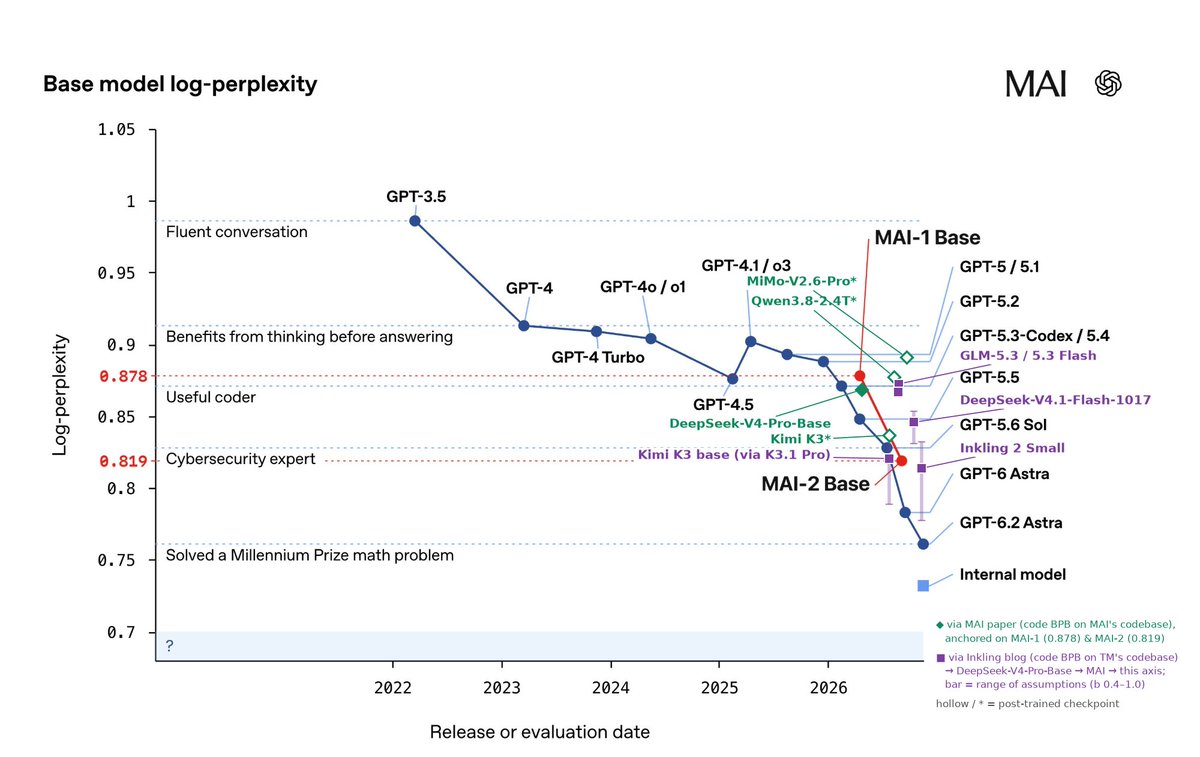 Base model log-perplexity
MAI
1.05
1
0.95
0.9
0.878
0.85
0.819
0.8
0.75
0.7
Log-perplexity
Fluent conversation
Benefits from thinking before answering
Useful coder
Cybersecurity expert
Solved a Millennium Prize math problem
?
GPT-3.5
GPT-4
GPT-4 Turbo
GPT-4o / o1
GPT-4.5
GPT-4.1 / o3
MiMo-V2.6-Pro*
Qwen3.8-2.4T*
MAI-1 Base
DeepSeek-V4-Pro-Base
Kimi K3*
Kimi K3 base (via K3.1 Pro)
MAI-2 Base
GPT-5 / 5.1
GPT-5.2
GPT-5.3-Codex / 5.4
GLM-5.3 / 5.3 Flash
GPT-5.5
DeepSeek-V4.1-Flash-1017
GPT-5.6 Sol
Inkling 2 Small
GPT-6 Astra
GPT-6.2 Astra
Internal model
via MAI paper (code BPB on MAI's codebase),
anchored on MAI-1 (0.878) & MAI-2 (0.819)
via Inkling blog (code BPB on TM's codebase)
→ DeepSeek-V4-Pro-Base → MAI → this axis;
bar = range of assumptions (b 0.4–1.0)
hollow / * = post-trained checkpoint
2022
2023
2024
2025
2026
Release or evaluation date